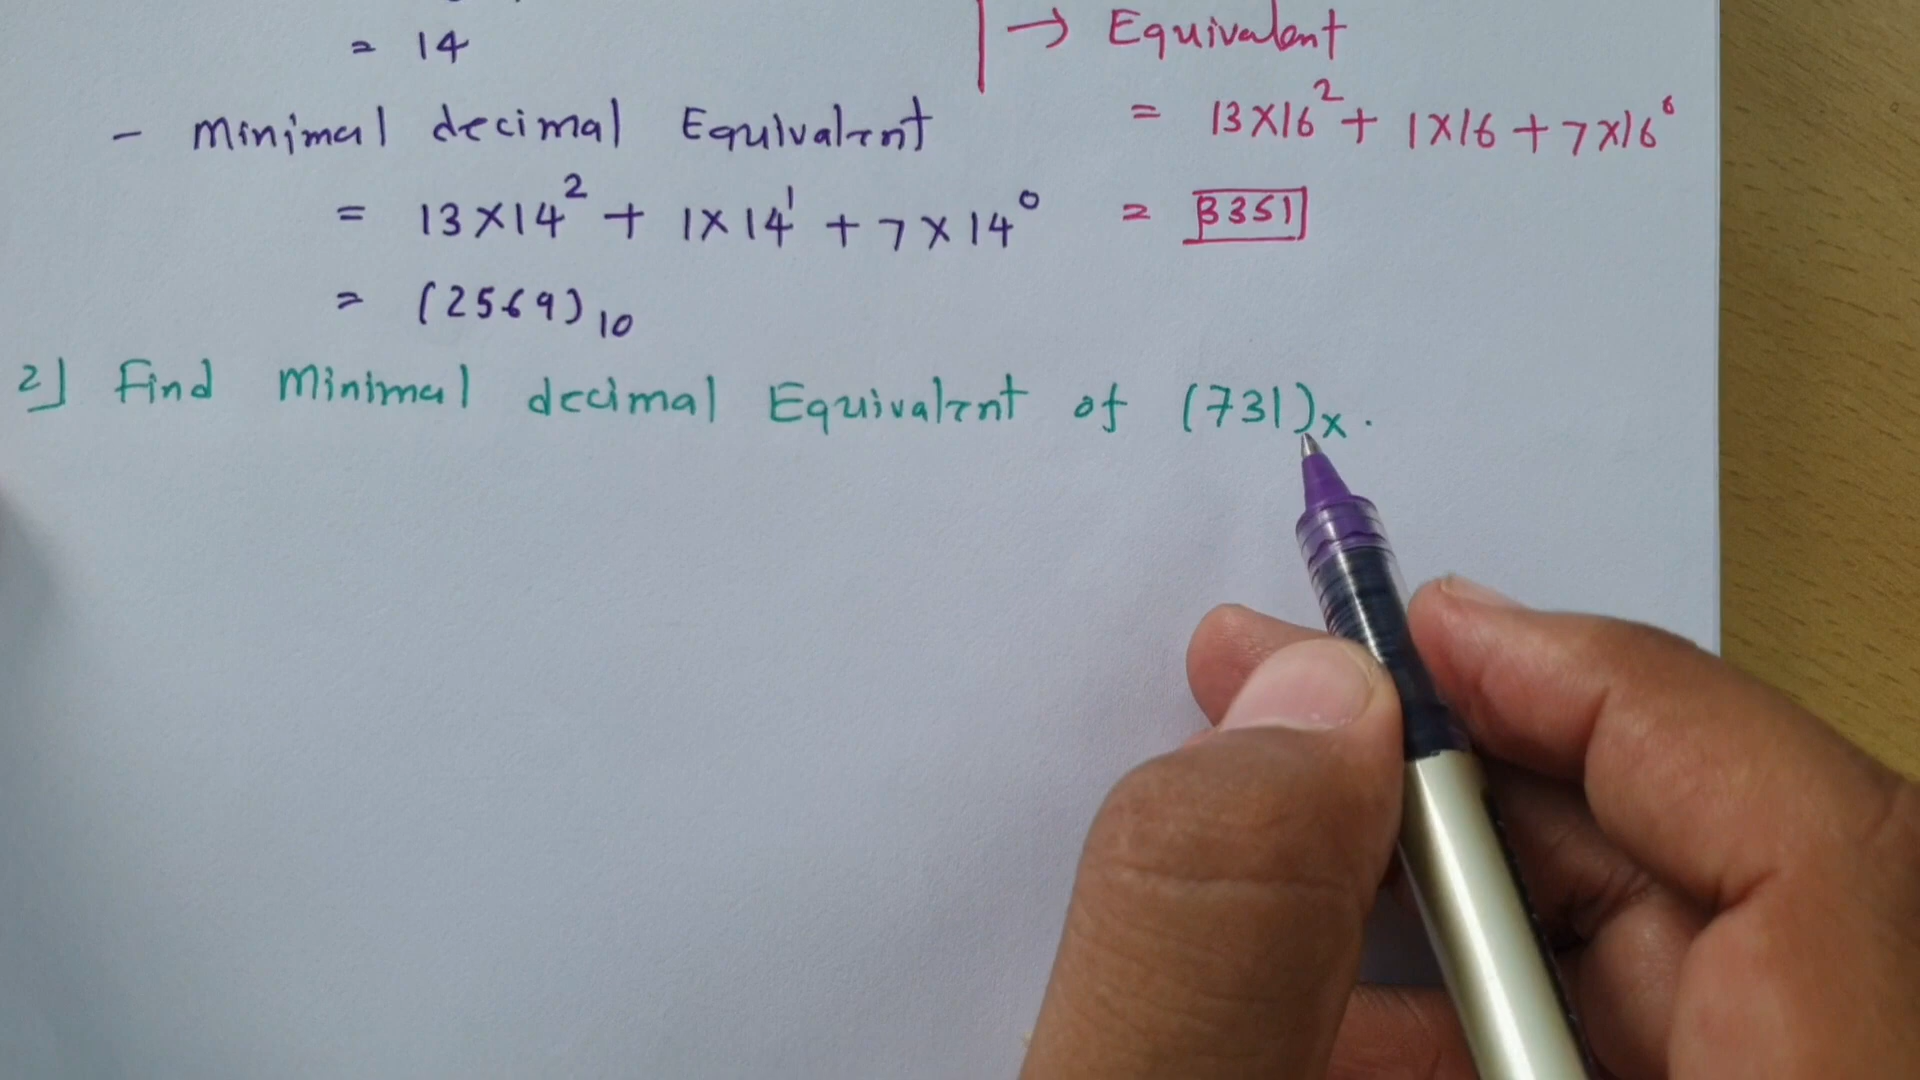 = 14
- Minimal decimal Equivalent
= 13×14² + 1×14¹ + 7×14⁰
= (2569)₁₀
→ Equivalent
= 13×16² + 1×16 + 7×16⁰
= 3351
2] Find Minimal decimal Equivalent of (731)ₓ.